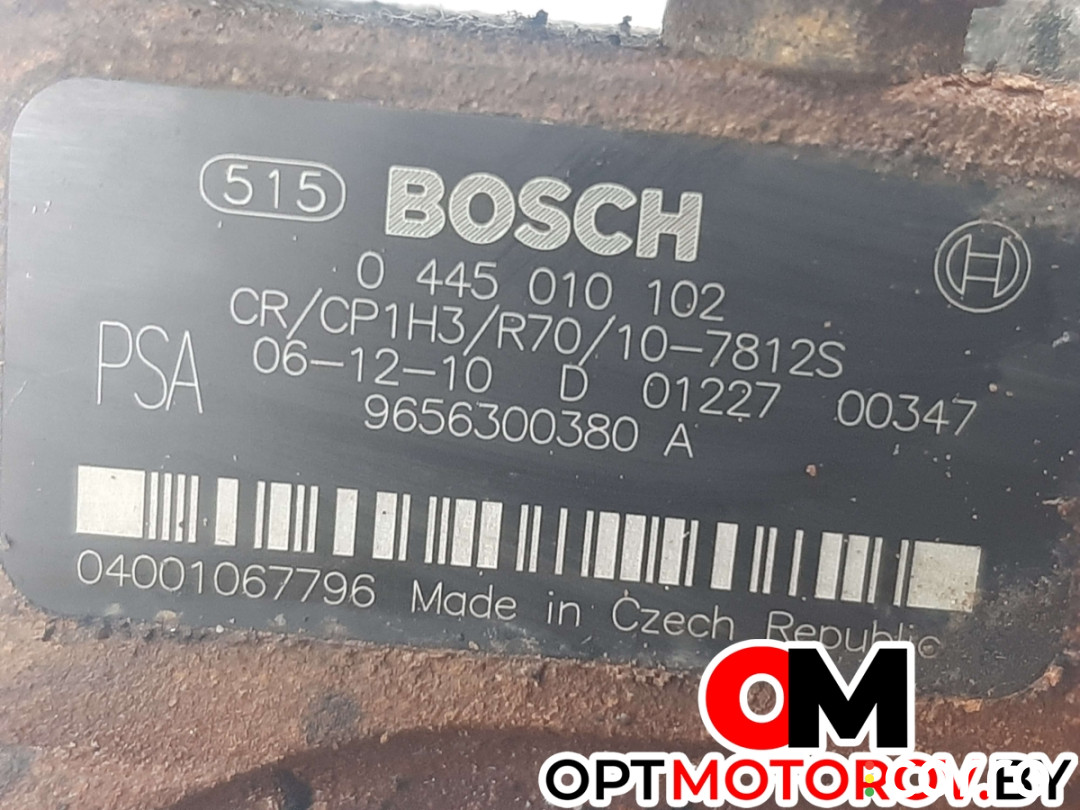 515 BOSCH
0 445 010 102
CR/CP1H3/R70/10-7812S
PSA
06-12-10 D 01227 00347
9656300380 A
04001067796 Made in Czech Republic
OM